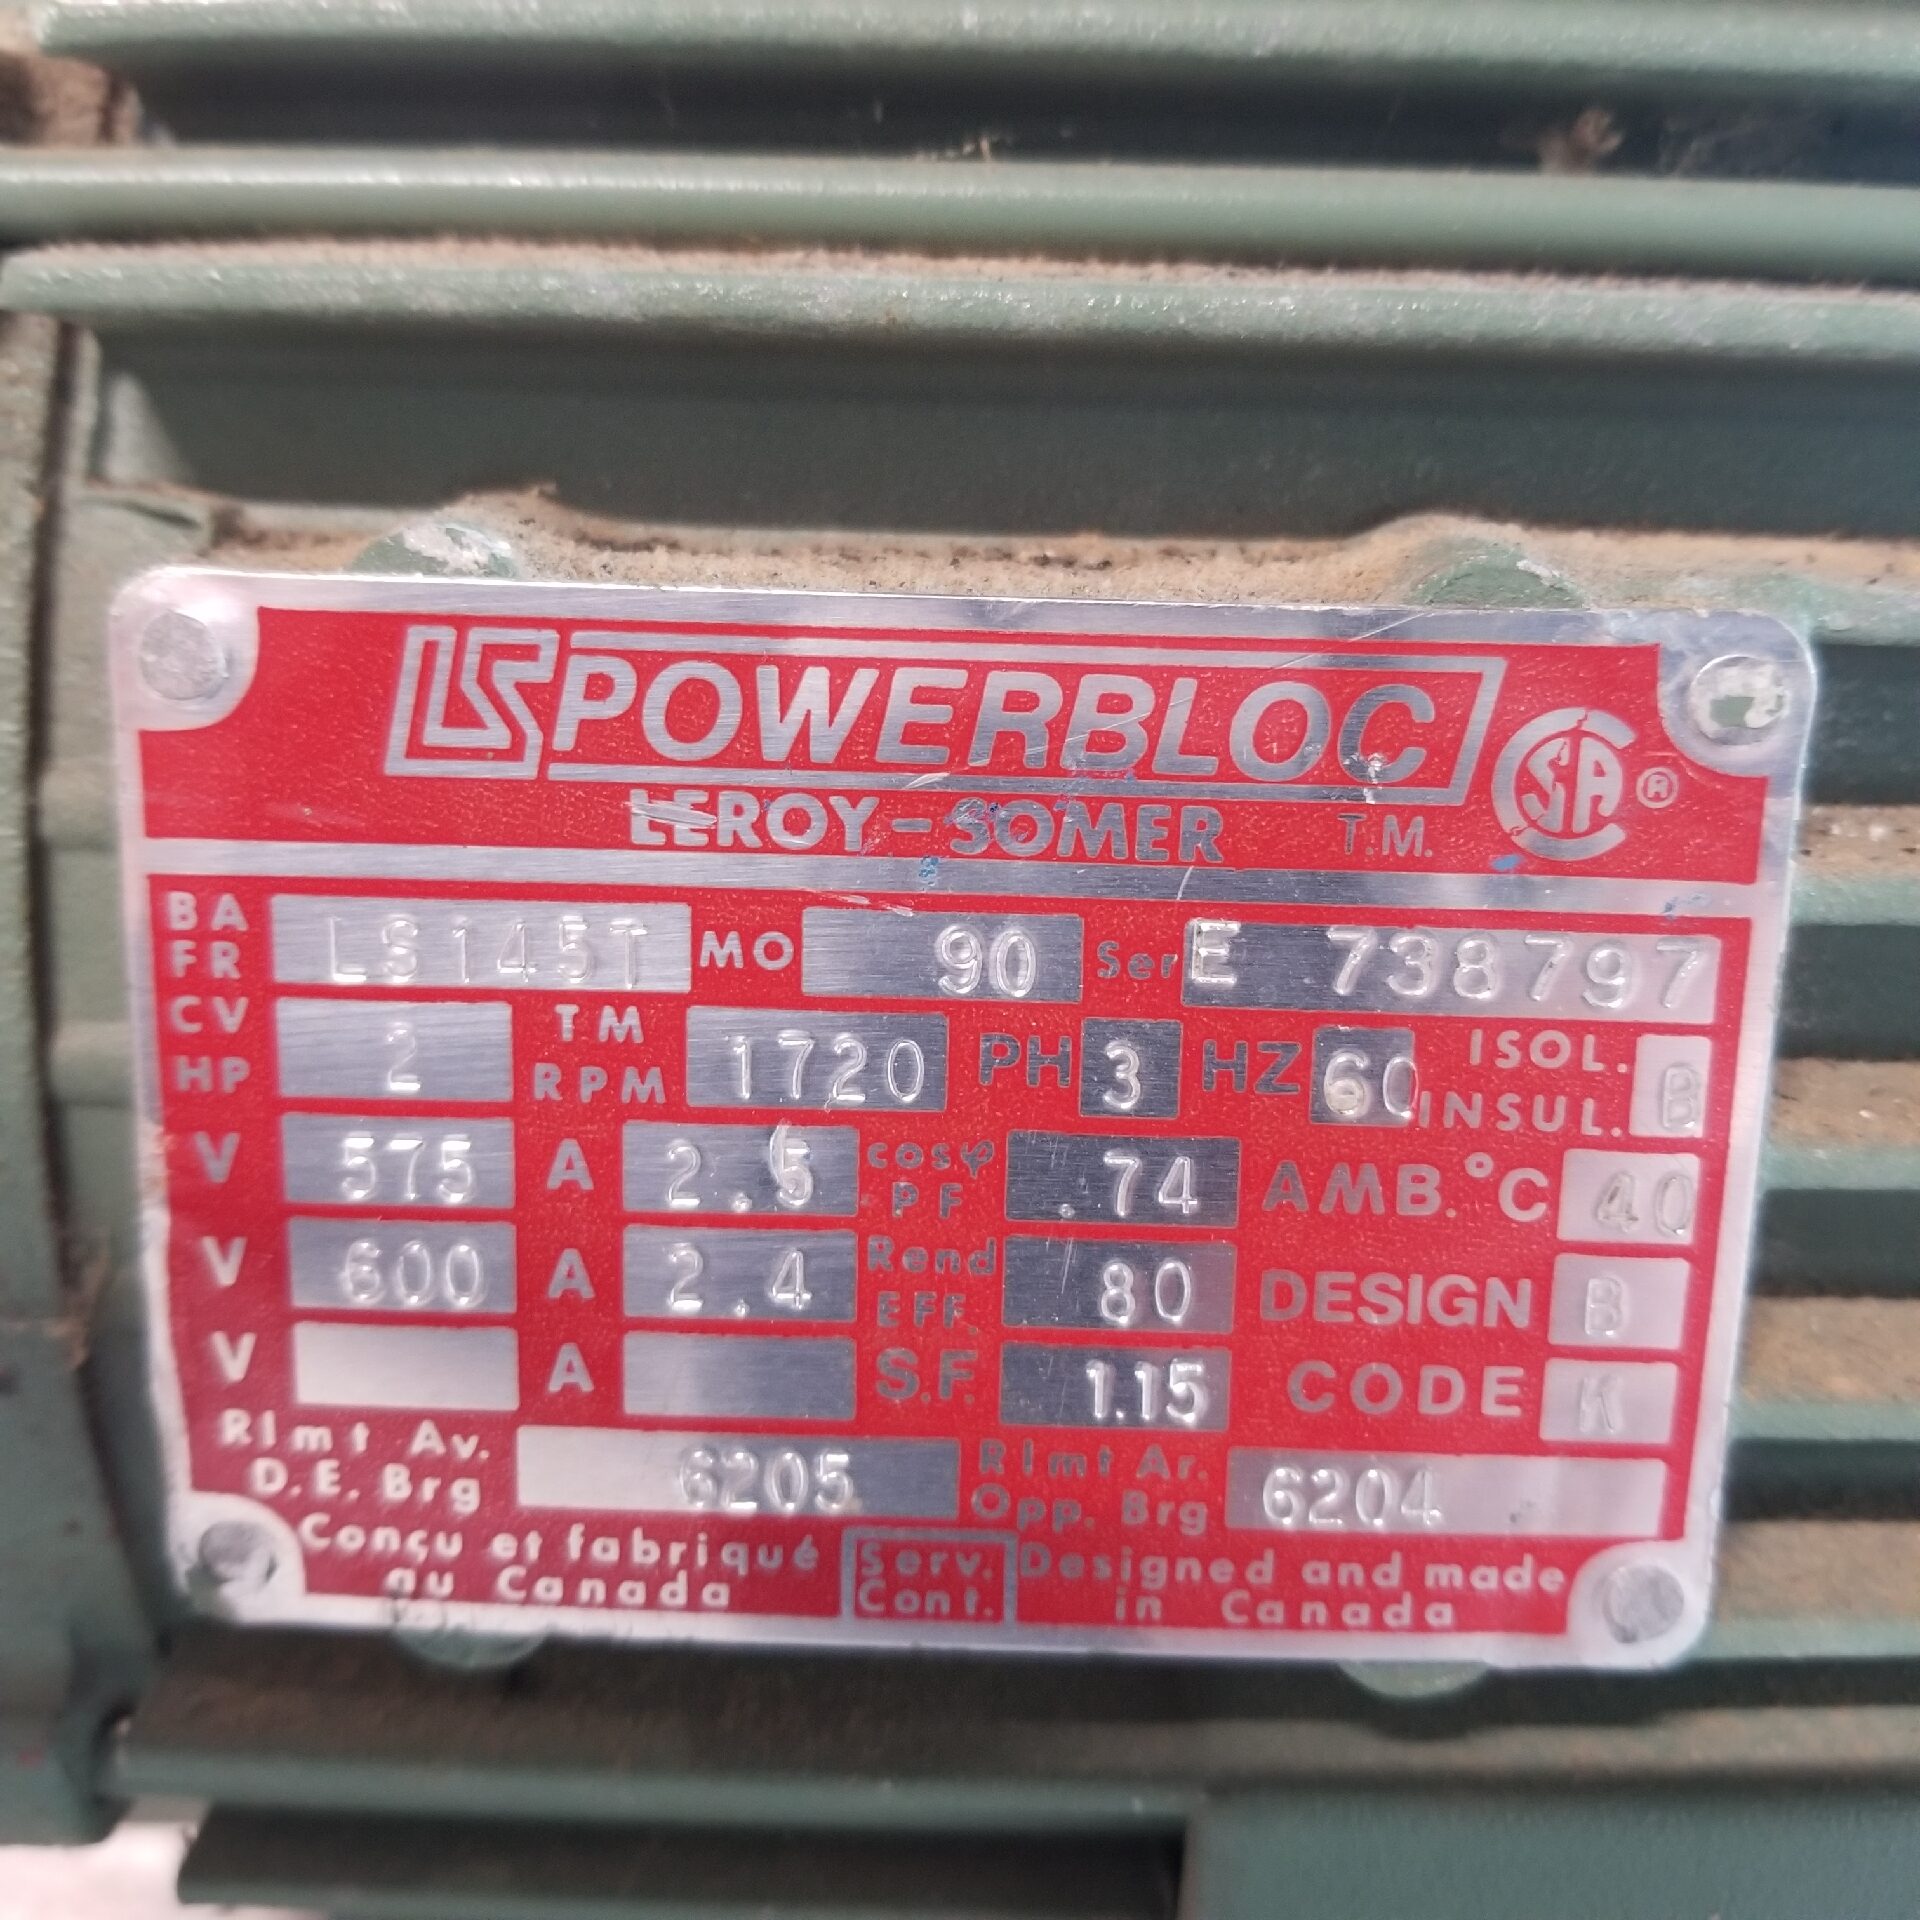 LS POWERBLOC
LEROY-SOMER T.M. CSA ®
BA FR LS145T MO 90 Ser E 738797
CV HP 2 TM RPM 1720 PH 3 HZ 60 ISOL. INSUL. B
V 575 A 2.5 cosφ PF .74 AMB. °C 40
V 600 A 2.4 Rend EFF. 80 DESIGN B
V A S.F. 1.15 CODE K
Rlmt Av. D.E. Brg 6205 Rlmt Ar. Opp. Brg 6204
Conçu et fabriqué au Canada Serv. Cont. Designed and made in Canada